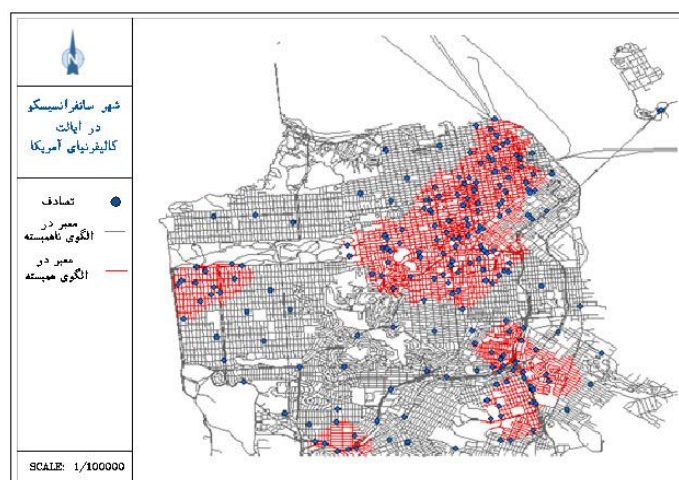 N
شهر سانفرانسیسکو
در ایالت
کالیفرنیای آمریکا
تصادف
معبر در
الگوی ناهمبسته
معبر در
الگوی همبسته
SCALE: 1/100000